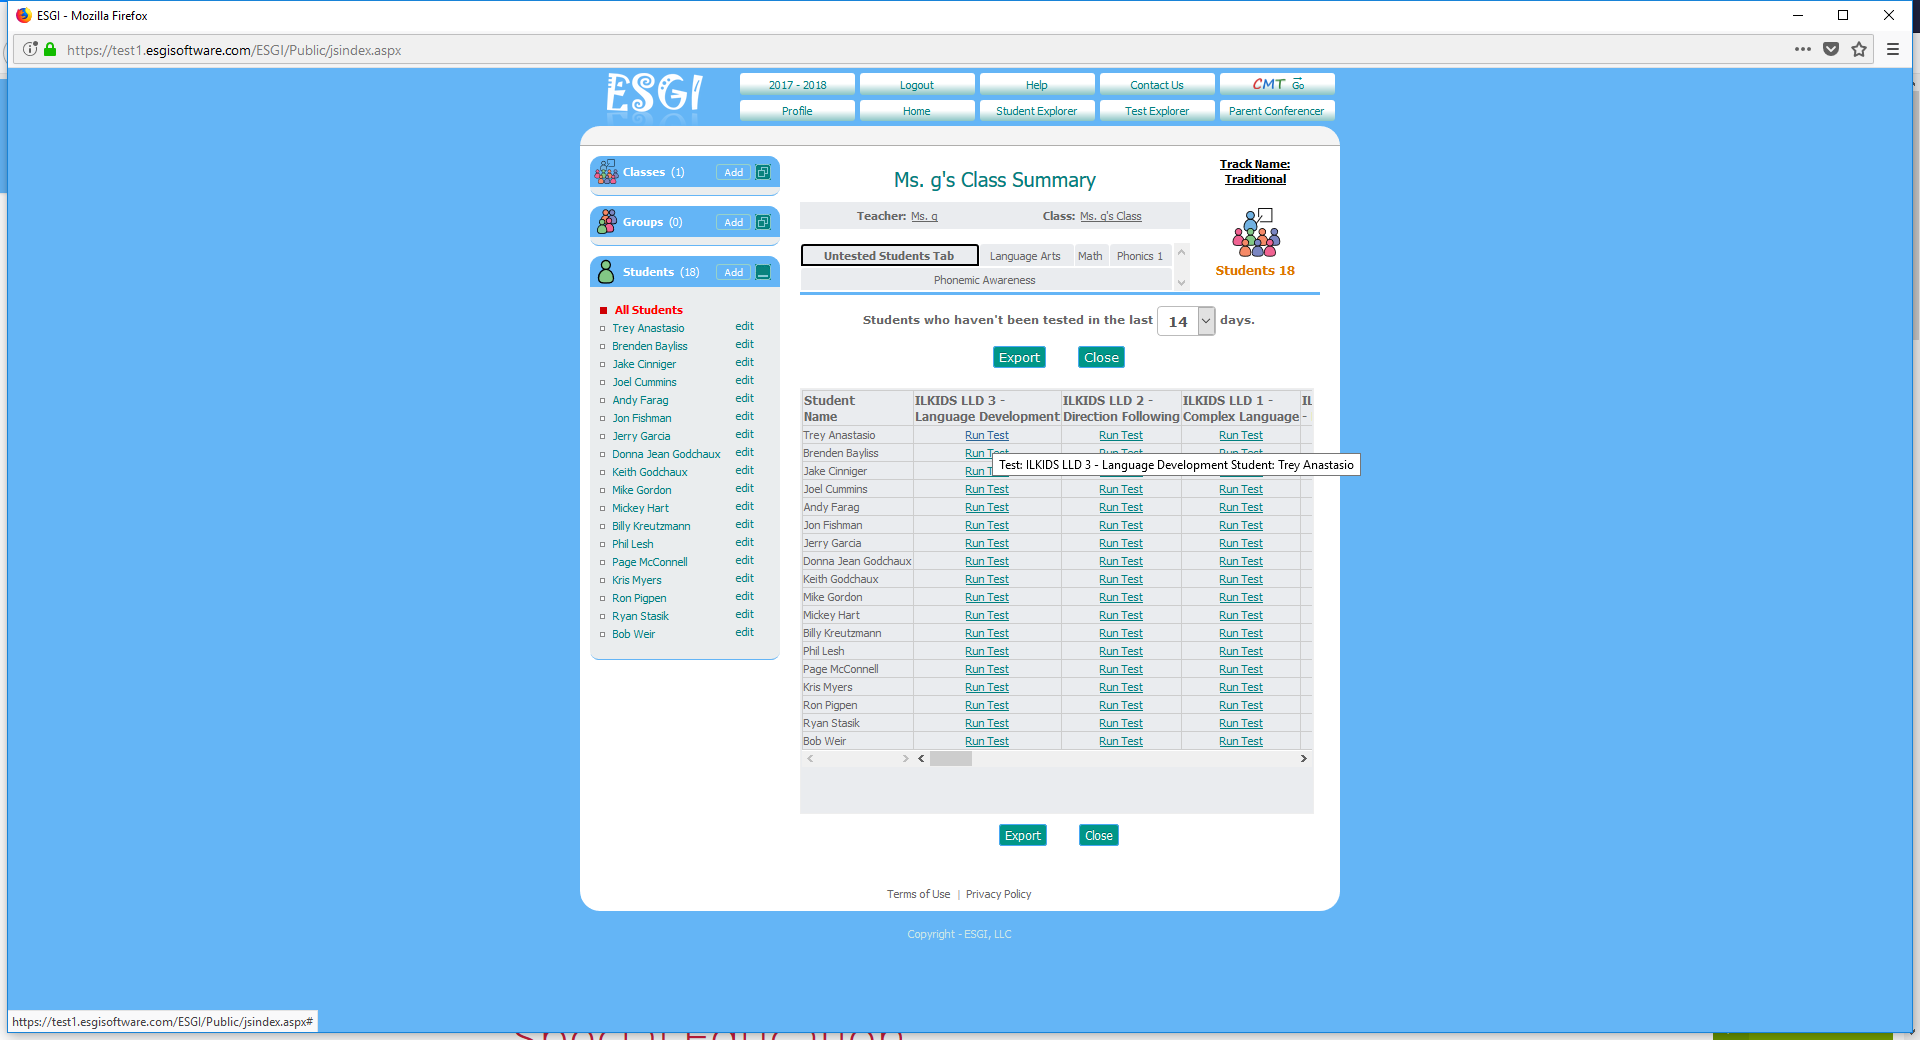 ESGI - Mozilla Firefox
https://test1.esgisoftware.com/ESGI/Public/jsindex.aspx
ESGI
2017 - 2018
Logout
Help
Contact Us
CMT Go
Profile
Home
Student Explorer
Test Explorer
Parent Conferencer
Classes (1) Add
Groups (0) Add
Students (18) Add
All Students
Trey Anastasio edit
Brenden Bayliss edit
Jake Cinniger edit
Joel Cummins edit
Andy Farag edit
Jon Fishman edit
Jerry Garcia edit
Donna Jean Godchaux edit
Keith Godchaux edit
Mike Gordon edit
Mickey Hart edit
Billy Kreutzmann edit
Phil Lesh edit
Page McConnell edit
Kris Myers edit
Ron Pigpen edit
Ryan Stasik edit
Bob Weir edit
Ms. g's Class Summary
Teacher: Ms. g Class: Ms. g's Class
Track Name:
Traditional
Students 18
Untested Students Tab Language Arts Math Phonics 1
Phonemic Awareness
Students who haven't been tested in the last 14 days.
Export Close
Student Name
ILKIDS LLD 3 - Language Development
ILKIDS LLD 2 - Direction Following
ILKIDS LLD 1 - Complex Language
Trey Anastasio Run Test Run Test Run Test
Brenden Bayliss
Test: ILKIDS LLD 3 - Language Development Student: Trey Anastasio
Jake Cinniger Run
Joel Cummins Run Test Run Test Run Test
Andy Farag Run Test Run Test Run Test
Jon Fishman Run Test Run Test Run Test
Jerry Garcia Run Test Run Test Run Test
Donna Jean Godchaux Run Test Run Test Run Test
Keith Godchaux Run Test Run Test Run Test
Mike Gordon Run Test Run Test Run Test
Mickey Hart Run Test Run Test Run Test
Billy Kreutzmann Run Test Run Test Run Test
Phil Lesh Run Test Run Test Run Test
Page McConnell Run Test Run Test Run Test
Kris Myers Run Test Run Test Run Test
Ron Pigpen Run Test Run Test Run Test
Ryan Stasik Run Test Run Test Run Test
Bob Weir Run Test Run Test Run Test
Export Close
Terms of Use | Privacy Policy
Copyright - ESGI, LLC
https://test1.esgisoftware.com/ESGI/Public/jsindex.aspx#